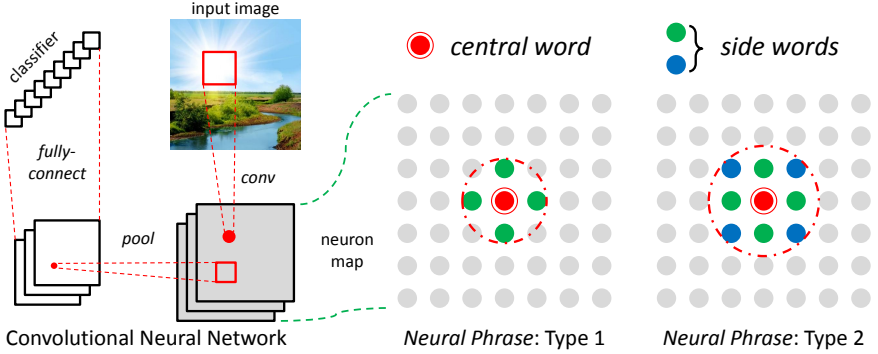 input image
classifier
central word
side words
fully-
connect
conv
pool
neuron
map
Convolutional Neural Network
Neural Phrase: Type 1
Neural Phrase: Type 2